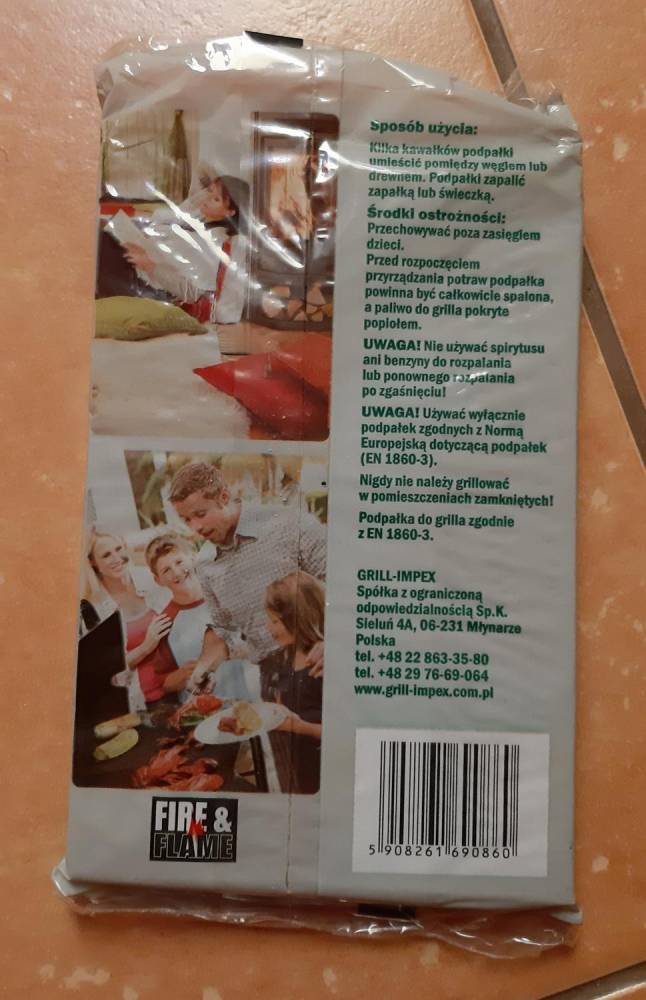 Sposób użycia:
Kilka kawałków podpałki
umieścić pomiędzy węglem lub
drewnem. Podpałki zapalić
zapałką lub świeczką.
Środki ostrożności:
Przechowywać poza zasięgiem
dzieci.
Przed rozpoczęciem
przyrządzania potraw podpałka
powinna być całkowicie spalona,
a paliwo do grilla pokryte
popiołem.
UWAGA! Nie używać spirytusu
ani benzyny do rozpalania
lub ponownego rozpalania
po zgaśnięciu!
UWAGA! Używać wyłącznie
podpałek zgodnych z Normą
Europejską dotyczącą podpałek
(EN 1860-3).
Nigdy nie należy grillować
w pomieszczeniach zamkniętych!
Podpałka do grilla zgodnie
z EN 1860-3.
GRILL-IMPEX
Spółka z ograniczoną
odpowiedzialnością Sp.K.
Sieluń 4A, 06-231 Młynarze
Polska
tel. +48 22 863-35-80
tel. +48 29 76-69-064
www.grill-impex.com.pl
5 908261 690860
FIRE &
FLAME